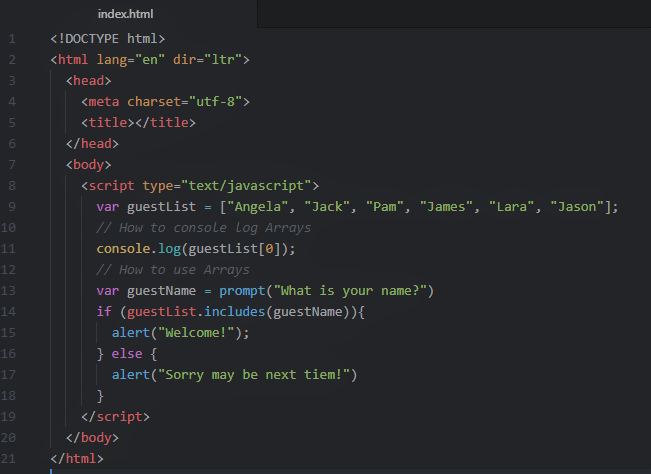 index.html
1 <!DOCTYPE html>
2 <html lang="en" dir="ltr">
3 <head>
4 <meta charset="utf-8">
5 <title></title>
6 </head>
7 <body>
8 <script type="text/javascript">
9 var guestList = ["Angela", "Jack", "Pam", "James", "Lara", "Jason"];
10 // How to console log Arrays
11 console.log(guestList[0]);
12 // How to use Arrays
13 var guestName = prompt("What is your name?")
14 if (guestList.includes(guestName)){
15 alert("Welcome!");
16 } else {
17 alert("Sorry may be next tiem!")
18 }
19 </script>
20 </body>
21 </html>